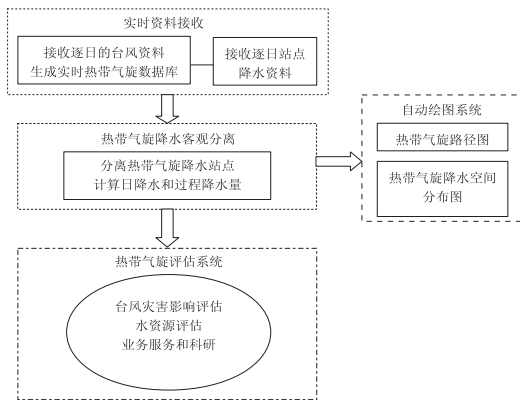 实时资料接收
接收逐日的台风资料
生成实时热带气旋数据库
接收逐日站点
降水资料
热带气旋降水客观分离
分离热带气旋降水站点
计算日降水和过程降水量
自动绘图系统
热带气旋路径图
热带气旋降水空间
分布图
热带气旋评估系统
台风灾害影响评估
水资源评估
业务服务和科研